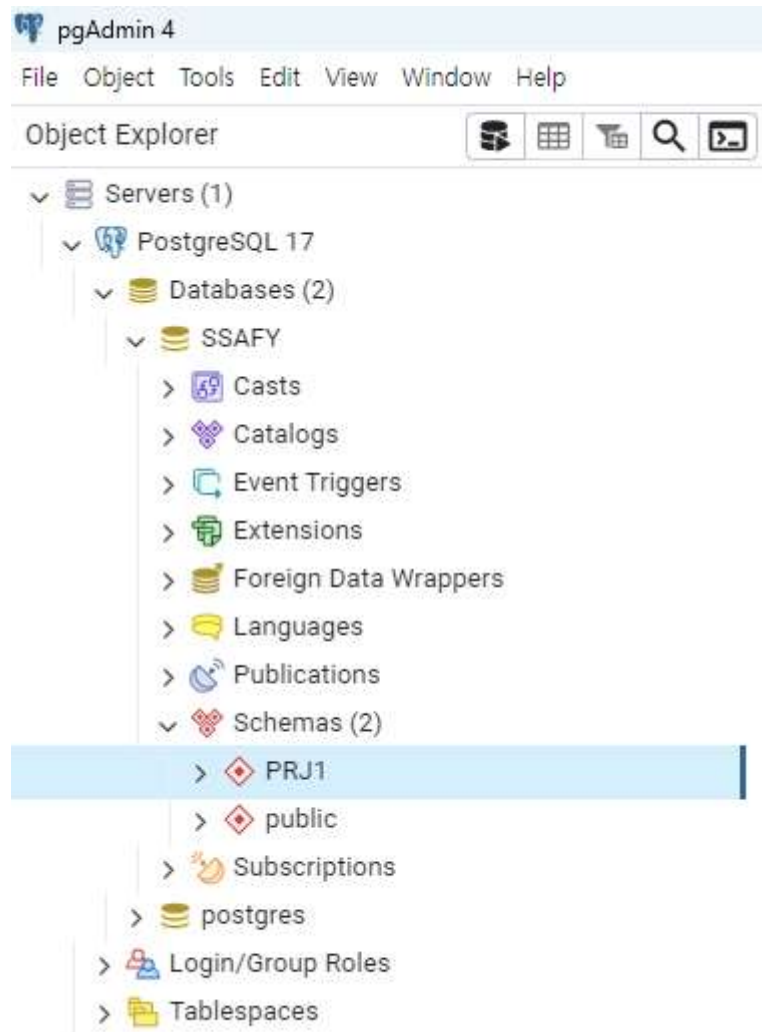 pgAdmin 4
File Object Tools Edit View Window Help
Object Explorer
Servers (1)
PostgreSQL 17
Databases (2)
SSAFY
Casts
Catalogs
Event Triggers
Extensions
Foreign Data Wrappers
Languages
Publications
Schemas (2)
PRJ1
public
Subscriptions
postgres
Login/Group Roles
Tablespaces